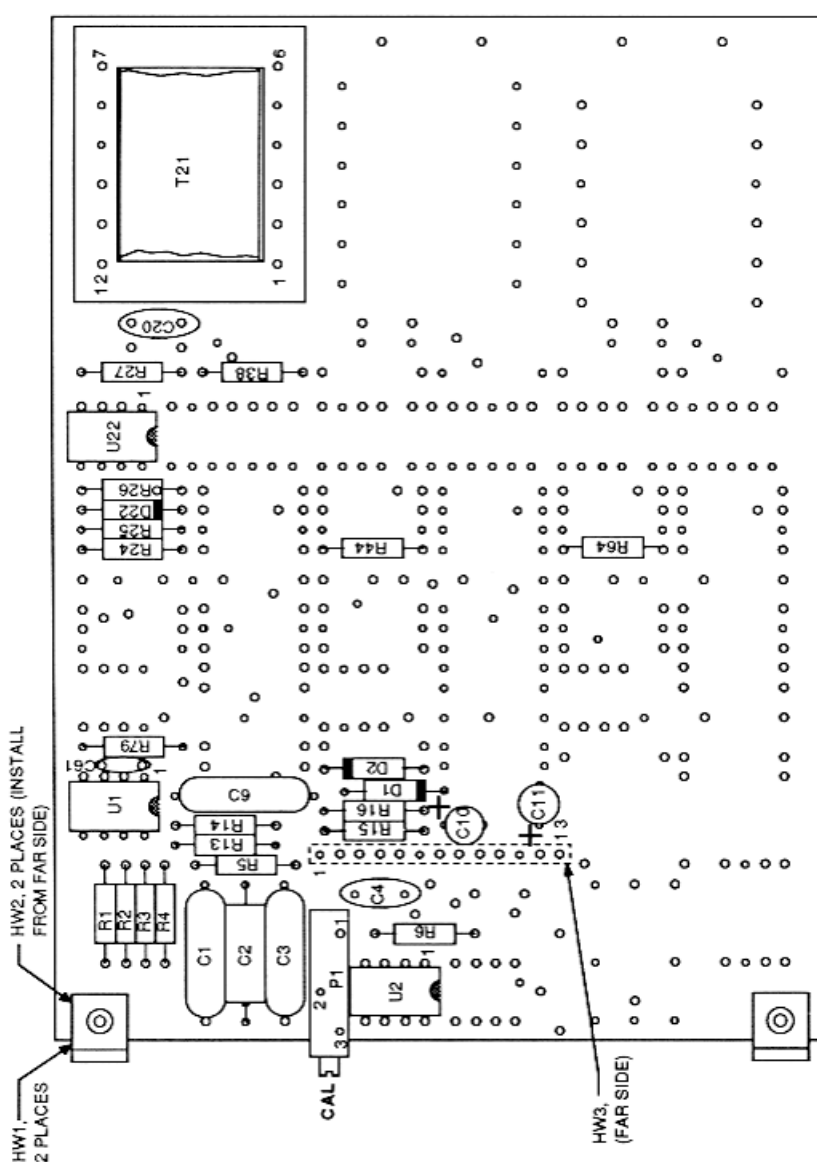 7
6
T21
12
1
C20
R27
R38
1
U22
R26
D22
R25
R24
R44
R64
R79
C61
1
U1
C9
R14
R13
R5
D2
D1
R16
R15
+
C10
+
C11
1
13
R1
R2
R3
R4
C1
C2
C3
C4
R6
1
2
3
P1
U2
1
CAL
HW2, 2 PLACES (INSTALL
FROM FAR SIDE)
HW1,
2 PLACES
HW3,
(FAR SIDE)